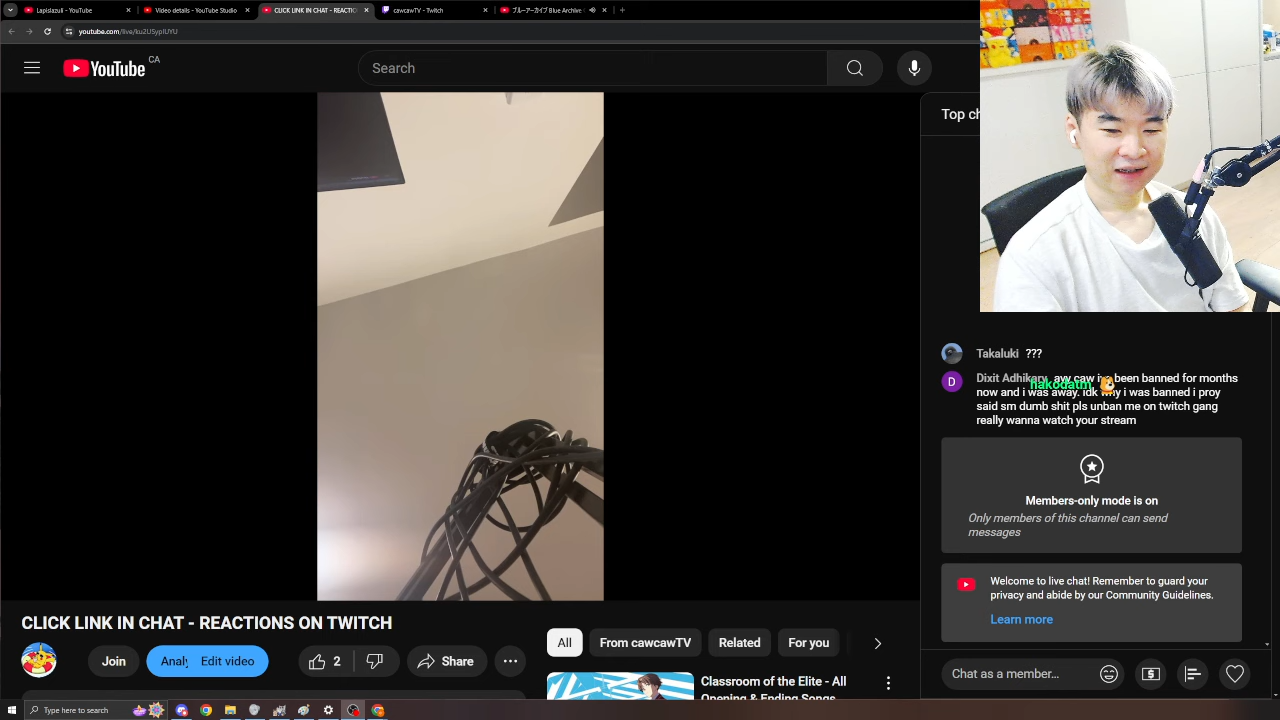 Lapislazuli - YouTube
Video details - YouTube Studio
CLICK LINK IN CHAT - REACTIO
cawcawTV - Twitch
ブルーアーカイブ Blue Archive
youtube.com/live/
YouTube CA
Search
Top ch
Takaluki ???
Dixit Adhikary aw caw been banned for months
now and i was away. idk why i was banned i proy
said sm dumb shit pls unban me on twitch gang
really wanna watch your stream
hakodatm
Members-only mode is on
Only members of this channel can send
messages
Welcome to live chat! Remember to guard your
privacy and abide by our Community Guidelines.
Learn more
CLICK LINK IN CHAT - REACTIONS ON TWITCH
All
From cawcawTV
Related
For you
Join
Analy
Edit video
2
Share
Classroom of the Elite - All
Opening & Ending Songs
Chat as a member...
Type here to search